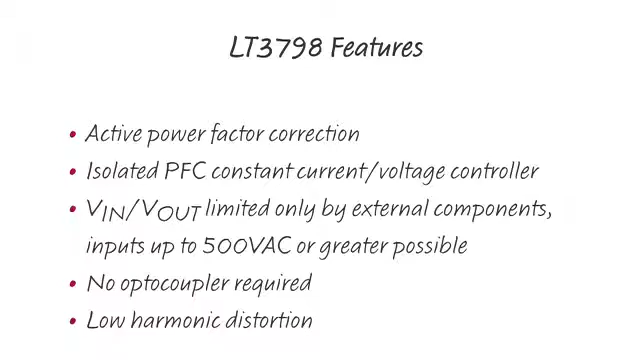 LT3798 Features
• Active power factor correction
• Isolated PFC constant current/voltage controller
• VIN/VOUT limited only by external components,
inputs up to 500VAC or greater possible
• No optocoupler required
• Low harmonic distortion